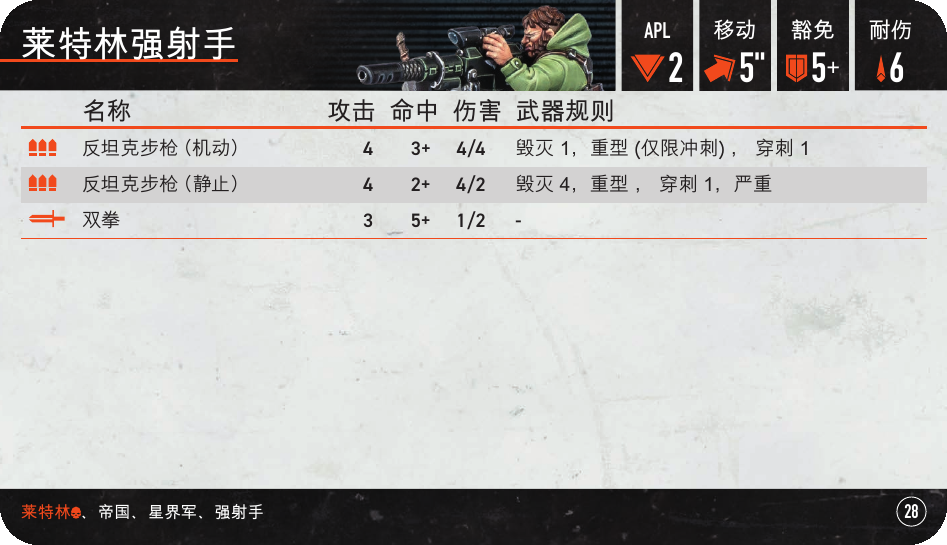 莱特林强射手
APL 移动 豁免 耐伤
2 5" 5+ 6
名称 攻击 命中 伤害 武器规则
反坦克步枪（机动） 4 3+ 4/4 毁灭 1，重型 (仅限冲刺) ， 穿刺 1
反坦克步枪（静止） 4 2+ 4/2 毁灭 4，重型 ， 穿刺 1，严重
双拳 3 5+ 1/2 -
莱特林、帝国、星界军、强射手
28